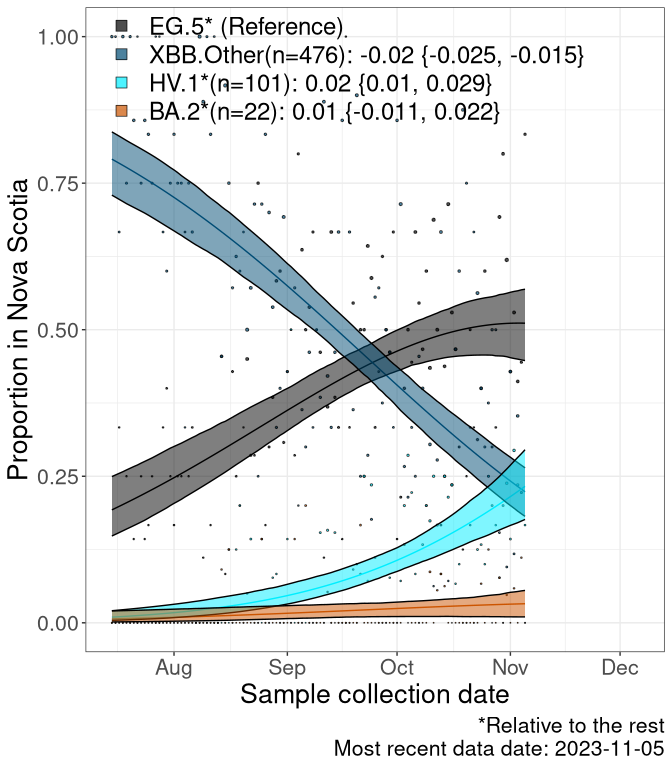 EG.5* (Reference)
XBB.Other(n=476): -0.02 {-0.025, -0.015}
HV.1*(n=101): 0.02 {0.01, 0.029}
BA.2*(n=22): 0.01 {-0.011, 0.022}
1.00
0.75
0.50
0.25
0.00
Proportion in Nova Scotia
Aug Sep Oct Nov Dec
Sample collection date
*Relative to the rest
Most recent data date: 2023-11-05